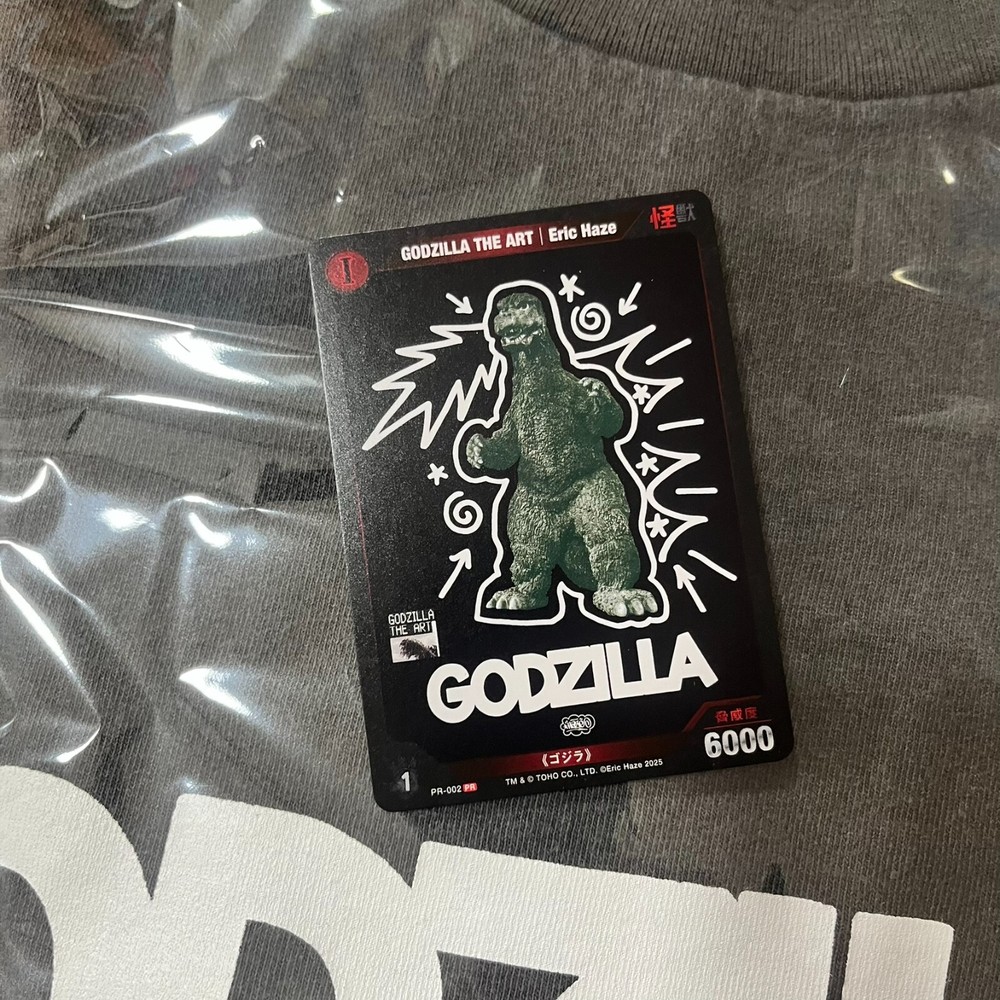 GODZILLA THE ART | Eric Haze
怪獣
I
GODZILLA
THE ART
GODZILLA
脅威度
6000
《ゴジラ》
1
PR-002 PR
TM & © TOHO CO., LTD. ©Eric Haze 2025